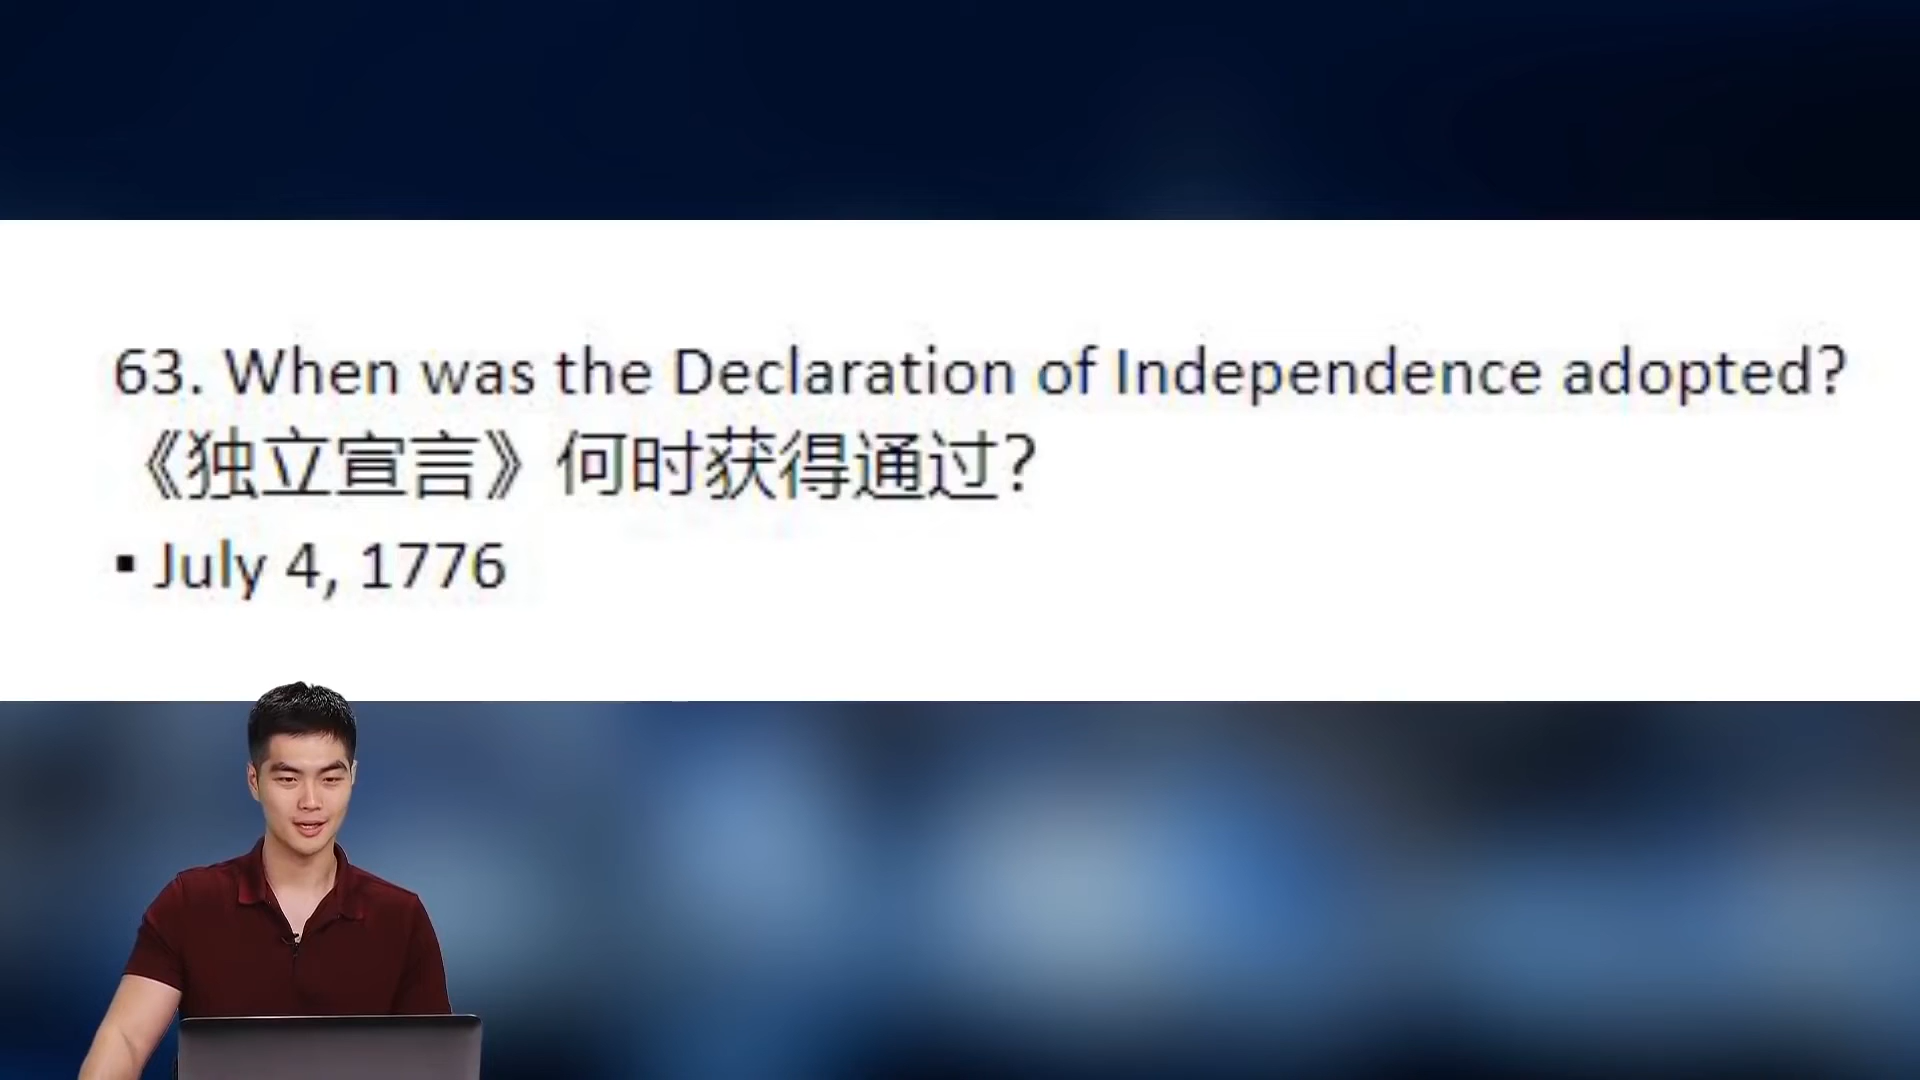 63. When was the Declaration of Independence adopted?
《独立宣言》何时获得通过?
▪ July 4, 1776